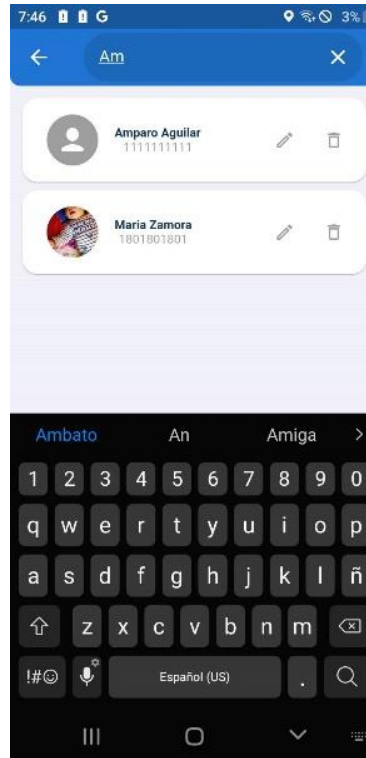 7:46 G 3%
Am
Amparo Aguilar
1111111111
Maria Zamora
1801801801
Ambato An Amiga
1 2 3 4 5 6 7 8 9 0
q w e r t y u i o p
a s d f g h j k l ñ
z x c v b n m
!#☺ Español (US) .